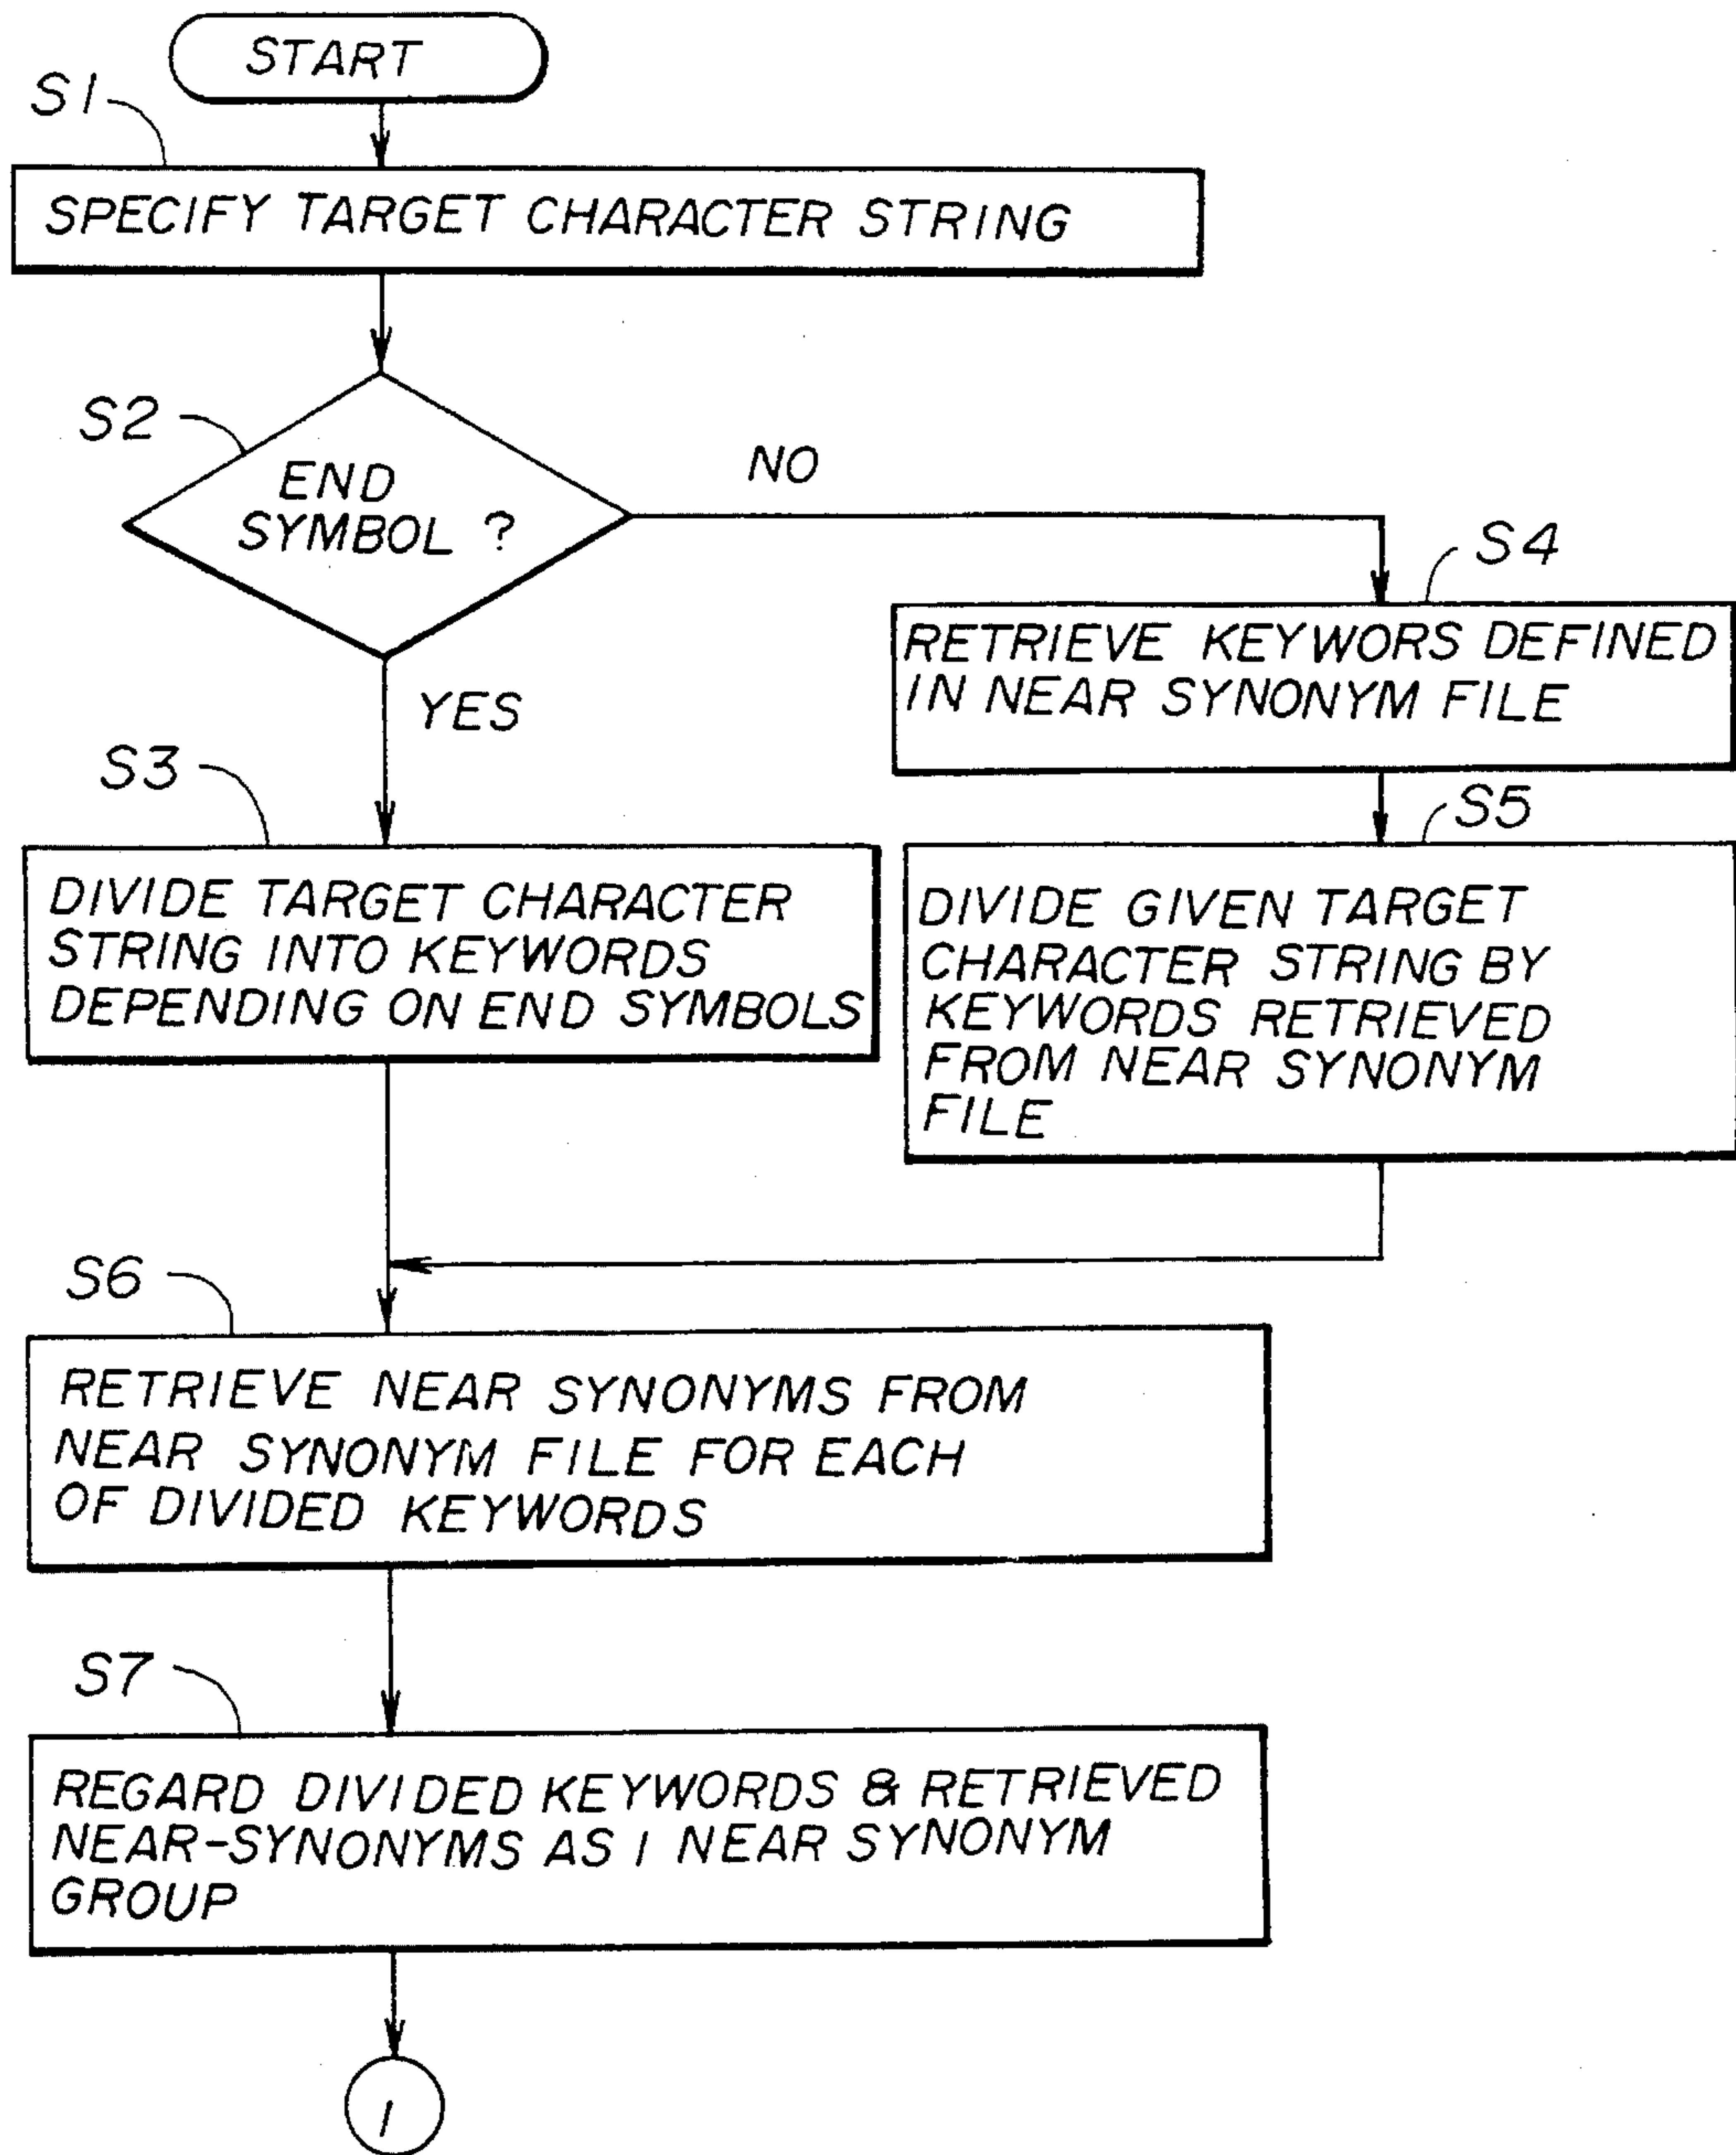 START
S1
SPECIFY TARGET CHARACTER STRING
S2
END
SYMBOL ?
NO
YES
S4
RETRIEVE KEYWORS DEFINED
IN NEAR SYNONYM FILE
S3
DIVIDE TARGET CHARACTER
STRING INTO KEYWORDS
DEPENDING ON END SYMBOLS
S5
DIVIDE GIVEN TARGET
CHARACTER STRING BY
KEYWORDS RETRIEVED
FROM NEAR SYNONYM
FILE
S6
RETRIEVE NEAR SYNONYMS FROM
NEAR SYNONYM FILE FOR EACH
OF DIVIDED KEYWORDS
S7
REGARD DIVIDED KEYWORDS & RETRIEVED
NEAR-SYNONYMS AS 1 NEAR SYNONYM
GROUP
1